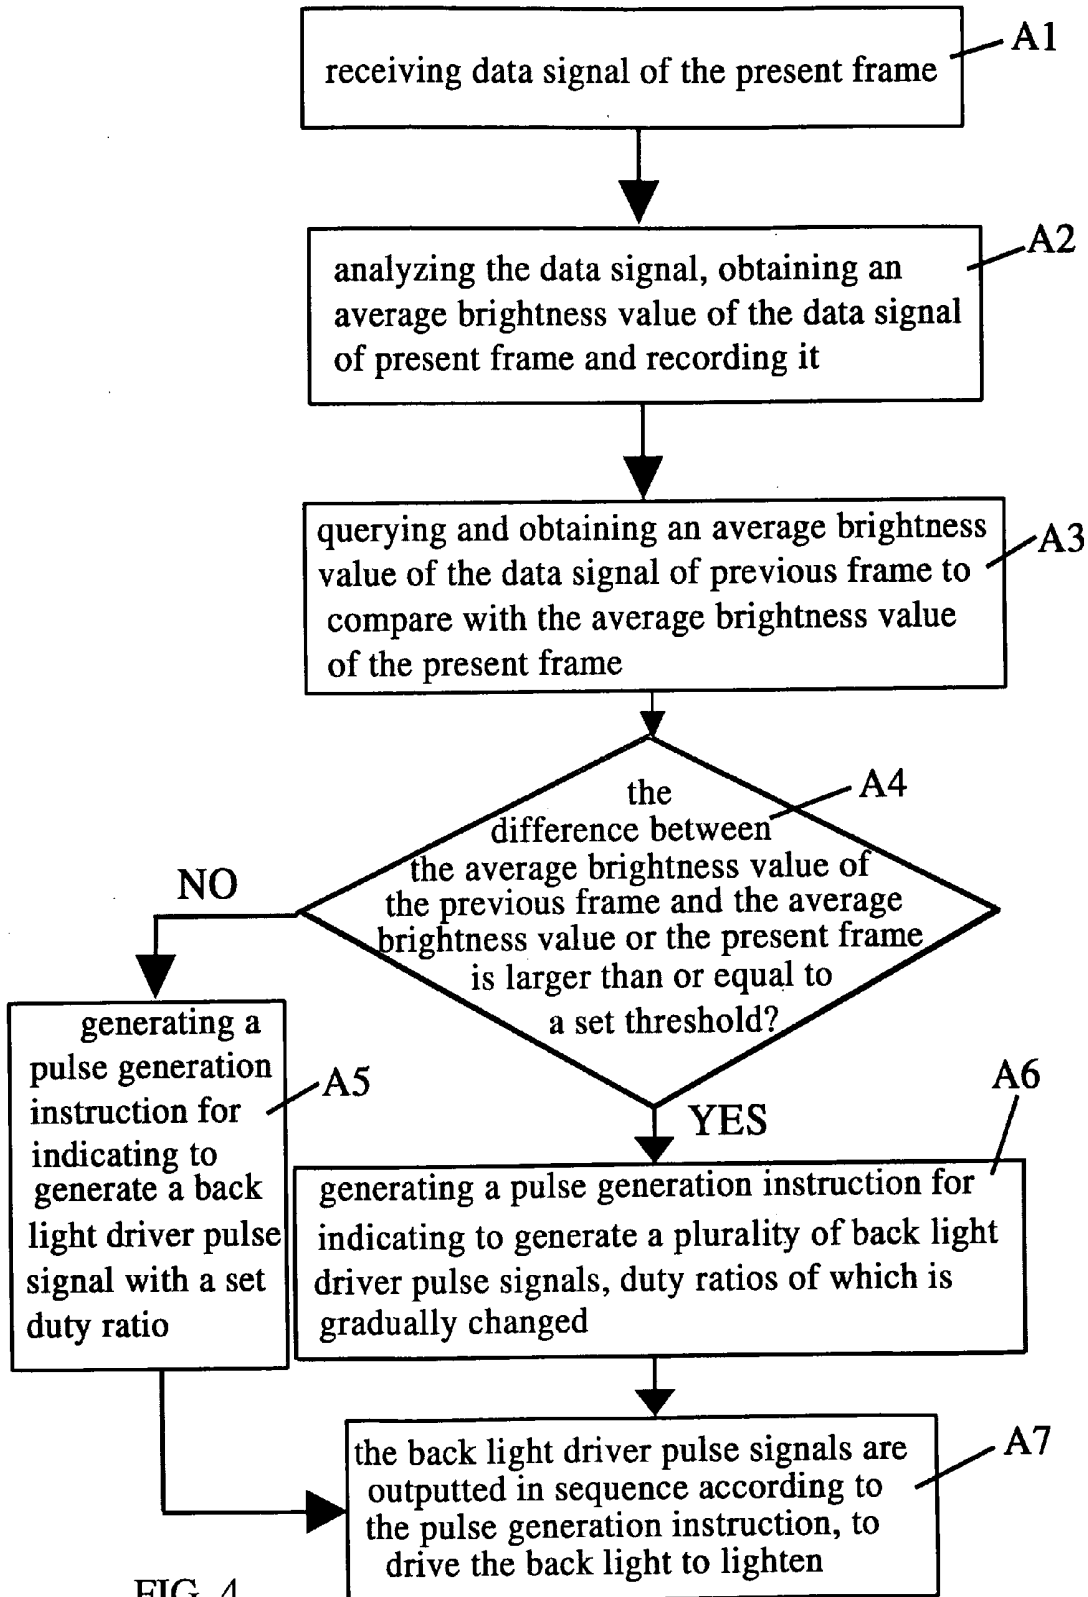 receiving data signal of the present frame
A1
analyzing the data signal, obtaining an
average brightness value of the data signal
of present frame and recording it
A2
querying and obtaining an average brightness
value of the data signal of previous frame to
compare with the average brightness value
of the present frame
A3
the
difference between
the average brightness value of
the previous frame and the average
brightness value or the present frame
is larger than or equal to
a set threshold?
A4
NO
YES
generating a
pulse generation
instruction for
indicating to
generate a back
light driver pulse
signal with a set
duty ratio
A5
generating a pulse generation instruction for
indicating to generate a plurality of back light
driver pulse signals, duty ratios of which is
gradually changed
A6
the back light driver pulse signals are
outputted in sequence according to
the pulse generation instruction, to
drive the back light to lighten
A7
FIG. 4